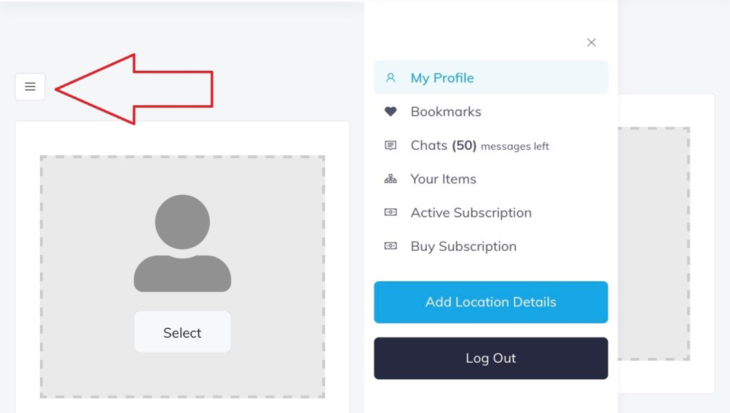 Select
My Profile
Bookmarks
Chats (50) messages left
Your Items
Active Subscription
Buy Subscription
Add Location Details
Log Out